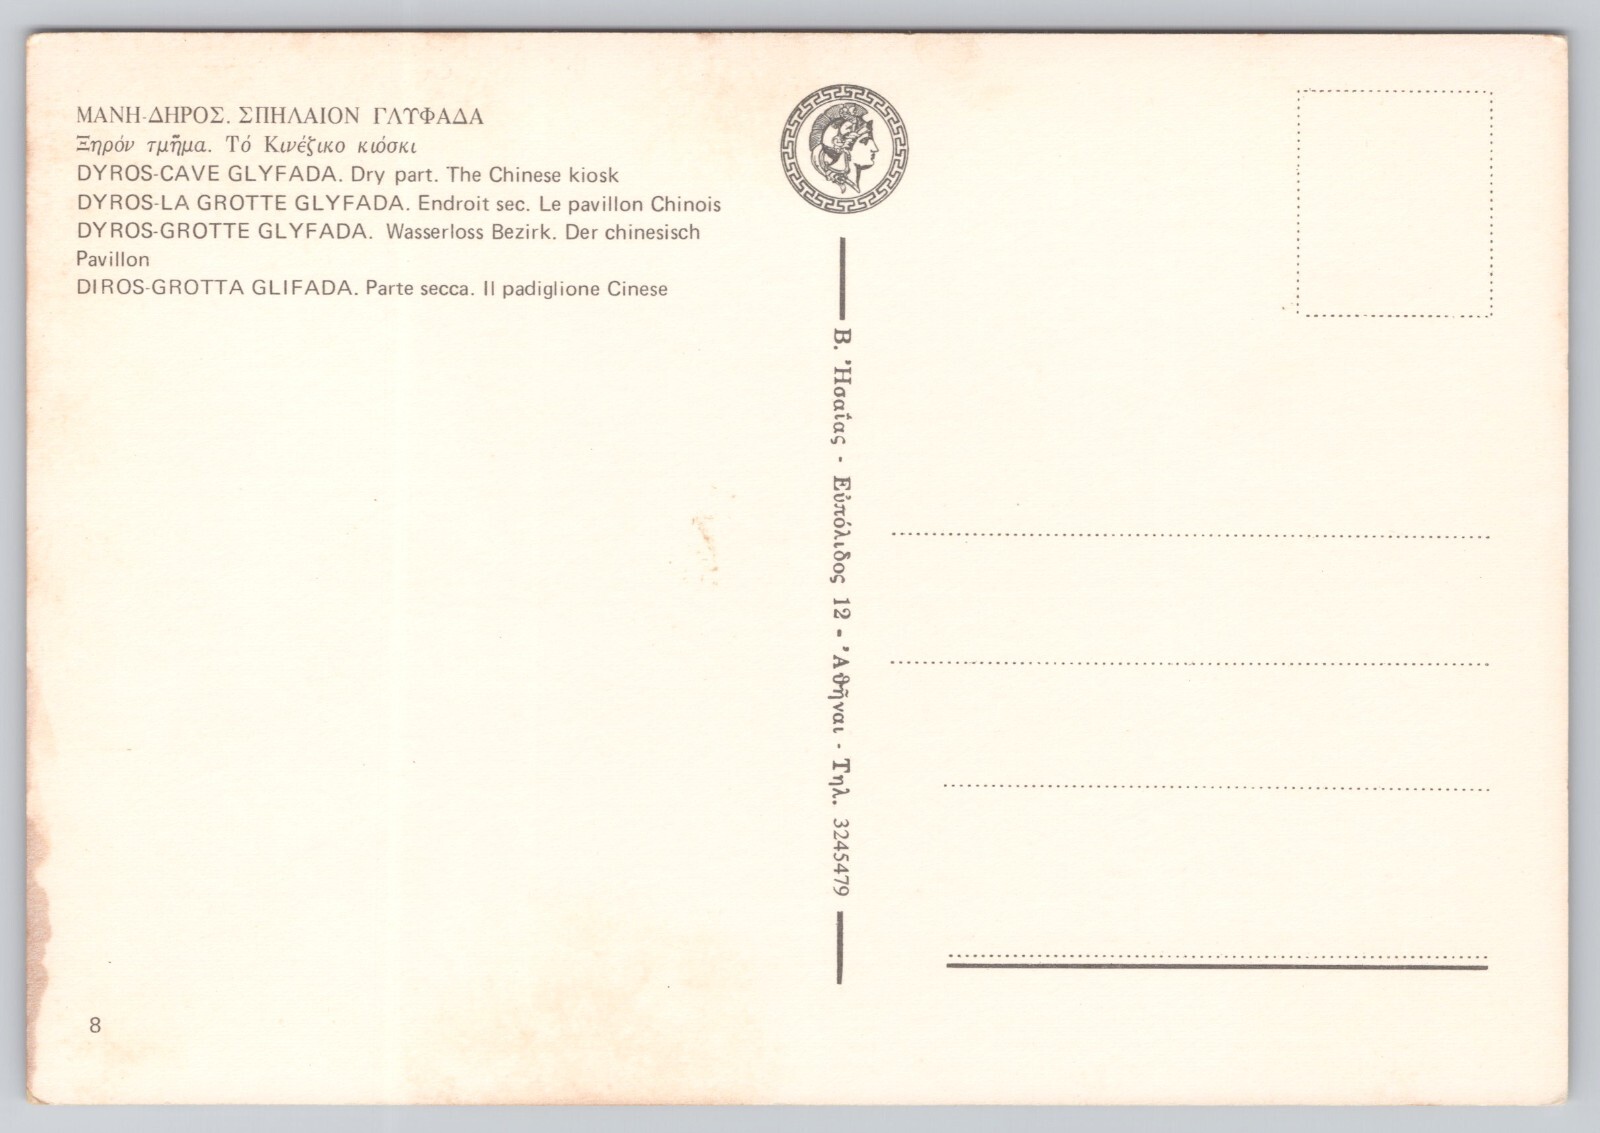 ΜΑΝΗ-ΔΗΡΟΣ. ΣΠΗΛΑΙΟΝ ΓΛΥΦΑΔΑ
Ξηρόν τμῆμα. Τό Κινέζικο κιόσκι
DYROS-CAVE GLYFADA. Dry part. The Chinese kiosk
DYROS-LA GROTTE GLYFADA. Endroit sec. Le pavillon Chinois
DYROS-GROTTE GLYFADA. Wasserloss Bezirk. Der chinesisch
Pavillon
DIROS-GROTTA GLIFADA. Parte secca. Il padiglione Cinese
8
Β. Ἠσαΐας - Εὐπόλιδος 12 - Ἀθῆναι - Τηλ. 3245479